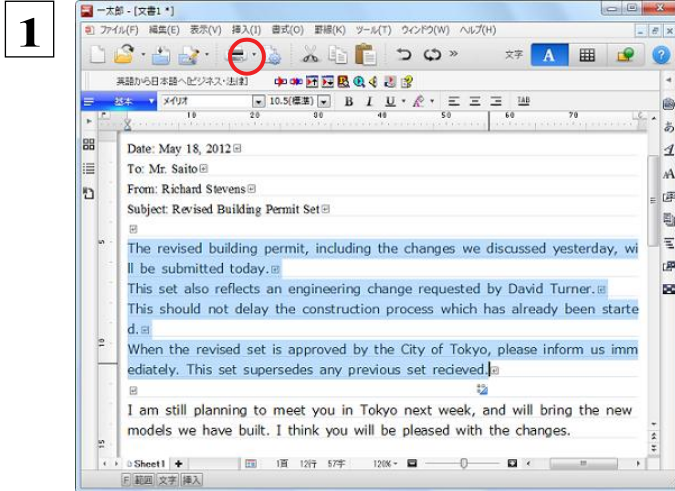 1
一太郎 - [文書1 *]
ファイル(F) 編集(E) 表示(V) 挿入(I) 書式(O) 罫線(K) ツール(T) ウィンドウ(W) ヘルプ(H)
文字 A
英語から日本語へ[ビジネス・法律]
基本 メイリオ 10.5(標準) B I U
10 20 30 40 50 60 70
Date: May 18, 2012
To: Mr. Saito
From: Richard Stevens
Subject: Revised Building Permit Set
The revised building permit, including the changes we discussed yesterday, wi
ll be submitted today.
This set also reflects an engineering change requested by David Turner.
This should not delay the construction process which has already been starte
d.
When the revised set is approved by the City of Tokyo, please inform us imm
ediately. This set supersedes any previous set recieved.
I am still planning to meet you in Tokyo next week, and will bring the new
models we have built. I think you will be pleased with the changes.
Sheet1 1頁 12行 57字 120%
F 範囲 文字 挿入